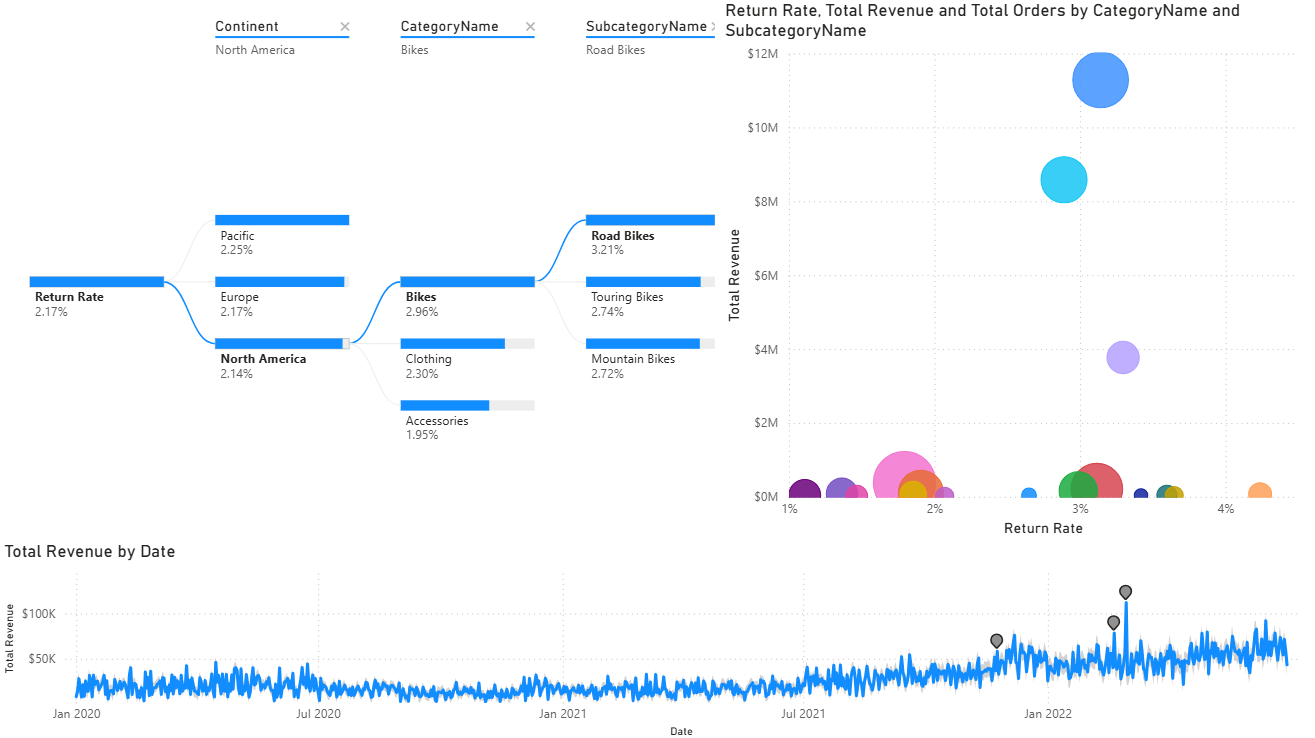 Continent
North America
CategoryName
Bikes
SubcategoryName
Road Bikes
Return Rate
2.17%
Pacific
2.25%
Europe
2.17%
North America
2.14%
Bikes
2.96%
Clothing
2.30%
Accessories
1.95%
Road Bikes
3.21%
Touring Bikes
2.74%
Mountain Bikes
2.72%
Return Rate, Total Revenue and Total Orders by CategoryName and
SubcategoryName
$12M
$10M
$8M
$6M
$4M
$2M
$0M
Total Revenue
1%
2%
3%
4%
Return Rate
Total Revenue by Date
Total Revenue
$100K
$50K
Jan 2020
Jul 2020
Jan 2021
Jul 2021
Jan 2022
Date